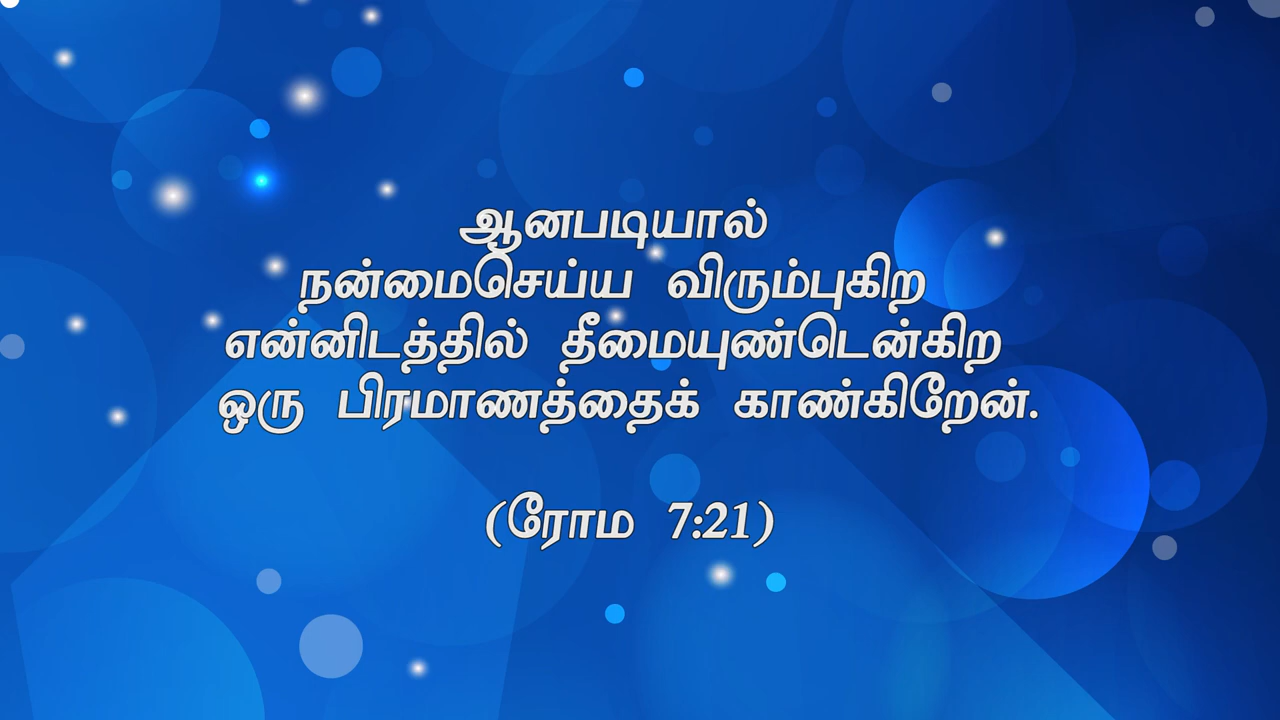 ஆனபடியால்
நன்மைசெய்ய விரும்புகிற
என்னிடத்தில் தீமையுண்டென்கிற
ஒரு பிரமாணத்தைக் காண்கிறேன்.
(ரோம 7:21)